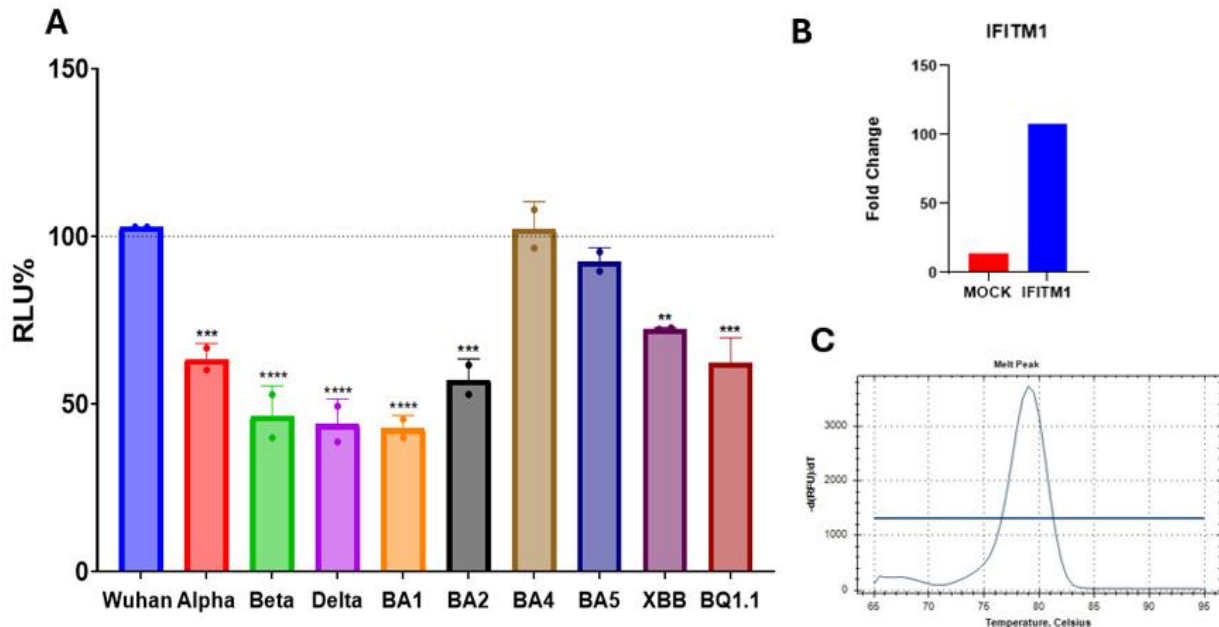 A
RLU%
150
100
50
0
***
****
****
****
***
**
***
Wuhan Alpha Beta Delta BA1 BA2 BA4 BA5 XBB BQ1.1
B
IFITM1
Fold Change
150
100
50
0
MOCK IFITM1
C
Melt Peak
-d(RFU)/dT
3000
2000
1000
0
65 70 75 80 85 90 95
Temperature, Celsius